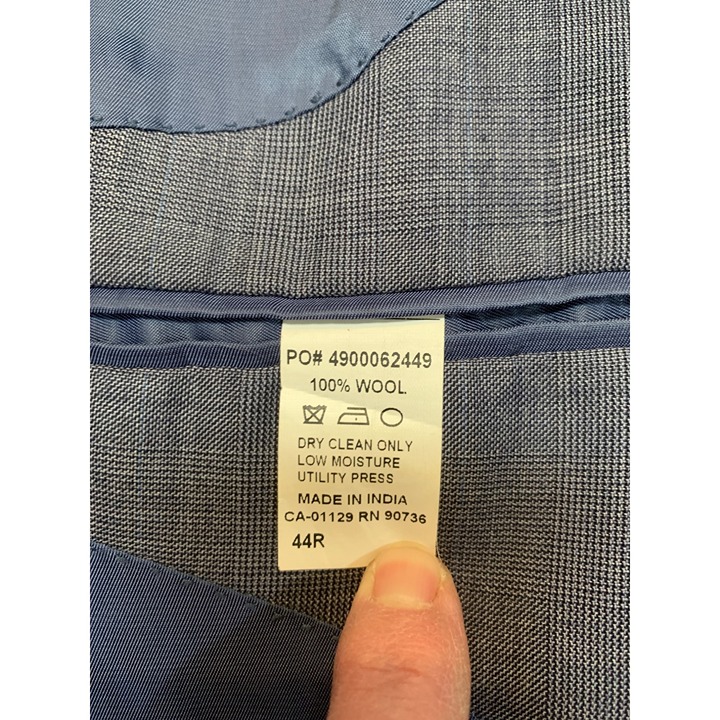 PO# 4900062449
100% WOOL
DRY CLEAN ONLY
LOW MOISTURE
UTILITY PRESS
MADE IN INDIA
CA-01129 RN 90736
44R